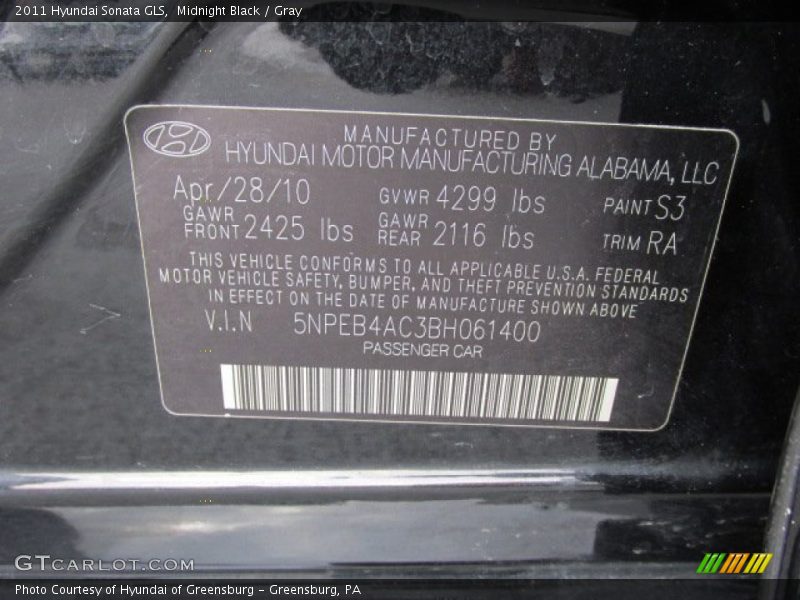 2011 Hyundai Sonata GLS, Midnight Black / Gray
MANUFACTURED BY
HYUNDAI MOTOR MANUFACTURING ALABAMA, LLC
Apr/28/10 GVWR 4299 lbs PAINT S3
GAWR FRONT 2425 lbs GAWR REAR 2116 lbs TRIM RA
THIS VEHICLE CONFORMS TO ALL APPLICABLE U.S.A. FEDERAL
MOTOR VEHICLE SAFETY, BUMPER, AND THEFT PREVENTION STANDARDS
IN EFFECT ON THE DATE OF MANUFACTURE SHOWN ABOVE
V.I.N 5NPEB4AC3BH061400
PASSENGER CAR
GTCARLOT.COM
Photo Courtesy of Hyundai of Greensburg - Greensburg, PA